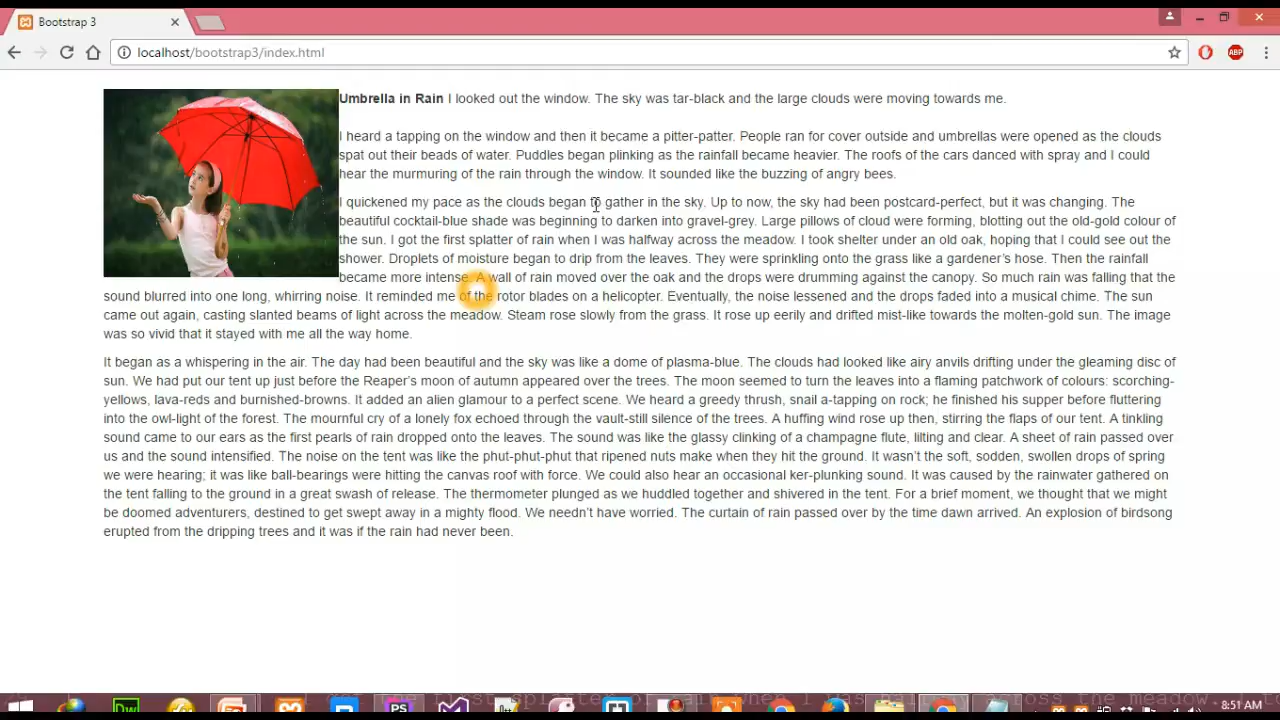 Bootstrap 3
localhost/bootstrap3/index.html
ABP
Umbrella in Rain I looked out the window. The sky was tar-black and the large clouds were moving towards me.
I heard a tapping on the window and then it became a pitter-patter. People ran for cover outside and umbrellas were opened as the clouds
spat out their beads of water. Puddles began plinking as the rainfall became heavier. The roofs of the cars danced with spray and I could
hear the murmuring of the rain through the window. It sounded like the buzzing of angry bees.
I quickened my pace as the clouds began to gather in the sky. Up to now, the sky had been postcard-perfect, but it was changing. The
beautiful cocktail-blue shade was beginning to darken into gravel-grey. Large pillows of cloud were forming, blotting out the old-gold colour of
the sun. I got the first splatter of rain when I was halfway across the meadow. I took shelter under an old oak, hoping that I could see out the
shower. Droplets of moisture began to drip from the leaves. They were sprinkling onto the grass like a gardener’s hose. Then the rainfall
became more intense. A wall of rain moved over the oak and the drops were drumming against the canopy. So much rain was falling that the
sound blurred into one long, whirring noise. It reminded me of the rotor blades on a helicopter. Eventually, the noise lessened and the drops faded into a musical chime. The sun
came out again, casting slanted beams of light across the meadow. Steam rose slowly from the grass. It rose up eerily and drifted mist-like towards the molten-gold sun. The image
was so vivid that it stayed with me all the way home.
It began as a whispering in the air. The day had been beautiful and the sky was like a dome of plasma-blue. The clouds had looked like airy anvils drifting under the gleaming disc of
sun. We had put our tent up just before the Reaper’s moon of autumn appeared over the trees. The moon seemed to turn the leaves into a flaming patchwork of colours: scorching-
yellows, lava-reds and burnished-browns. It added an alien glamour to a perfect scene. We heard a greedy thrush, snail a-tapping on rock; he finished his supper before fluttering
into the owl-light of the forest. The mournful cry of a lonely fox echoed through the vault-still silence of the trees. A huffing wind rose up then, stirring the flaps of our tent. A tinkling
sound came to our ears as the first pearls of rain dropped onto the leaves. The sound was like the glassy clinking of a champagne flute, lilting and clear. A sheet of rain passed over
us and the sound intensified. The noise on the tent was like the phut-phut-phut that ripened nuts make when they hit the ground. It wasn’t the soft, sodden, swollen drops of spring
we were hearing; it was like ball-bearings were hitting the canvas roof with force. We could also hear an occasional ker-plunking sound. It was caused by the rainwater gathered on
the tent falling to the ground in a great swash of release. The thermometer plunged as we huddled together and shivered in the tent. For a brief moment, we thought that we might
be doomed adventurers, destined to get swept away in a mighty flood. We needn’t have worried. The curtain of rain passed over by the time dawn arrived. An explosion of birdsong
erupted from the dripping trees and it was if the rain had never been.
Dw
PS
8:51 AM